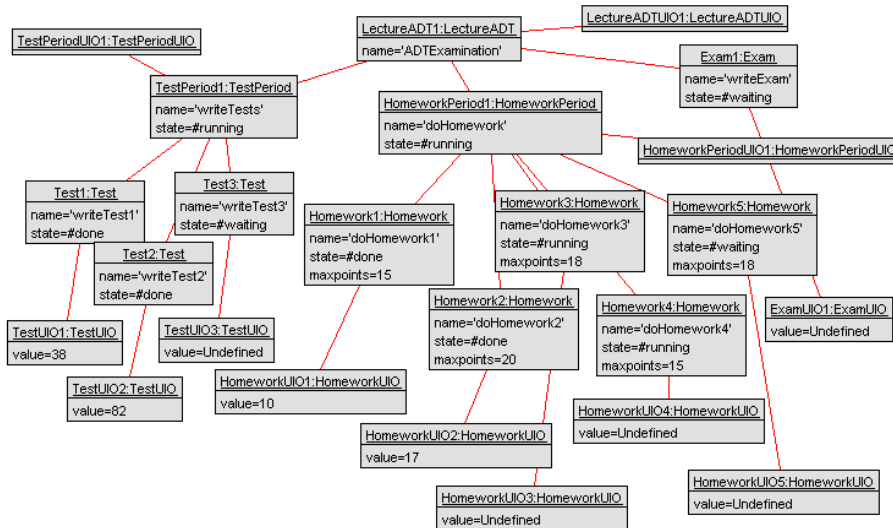 LectureADT1:LectureADT
name='ADTExamination'
LectureADTUIO1:LectureADTUIO
TestPeriodUIO1:TestPeriodUIO
Exam1:Exam
name='writeExam'
state=#waiting
TestPeriod1:TestPeriod
name='writeTests'
state=#running
HomeworkPeriod1:HomeworkPeriod
name='doHomework'
state=#running
HomeworkPeriodUIO1:HomeworkPeriodUIO
Test1:Test
name='writeTest1'
state=#done
Test3:Test
name='writeTest3'
state=#waiting
Test2:Test
name='writeTest2'
state=#done
Homework1:Homework
name='doHomework1'
state=#done
maxpoints=15
Homework3:Homework
name='doHomework3'
state=#running
maxpoints=18
Homework5:Homework
name='doHomework5'
state=#waiting
maxpoints=18
Homework2:Homework
name='doHomework2'
state=#done
maxpoints=20
Homework4:Homework
name='doHomework4'
state=#running
maxpoints=15
ExamUIO1:ExamUIO
value=Undefined
TestUIO1:TestUIO
value=38
TestUIO3:TestUIO
value=Undefined
TestUIO2:TestUIO
value=82
HomeworkUIO1:HomeworkUIO
value=10
HomeworkUIO4:HomeworkUIO
value=Undefined
HomeworkUIO2:HomeworkUIO
value=17
HomeworkUIO5:HomeworkUIO
value=Undefined
HomeworkUIO3:HomeworkUIO
value=Undefined